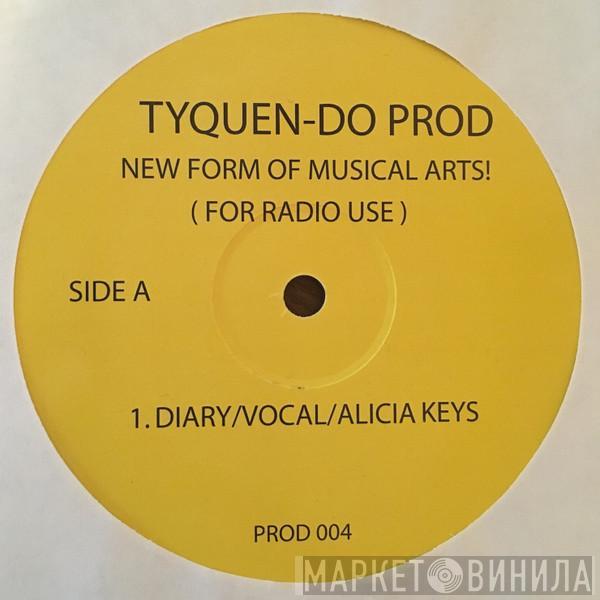 TYQUEN-DO PROD
NEW FORM OF MUSICAL ARTS!
( FOR RADIO USE )
SIDE A
1. DIARY/VOCAL/ALICIA KEYS
PROD 004
МАРКЕТ ВИНИЛА